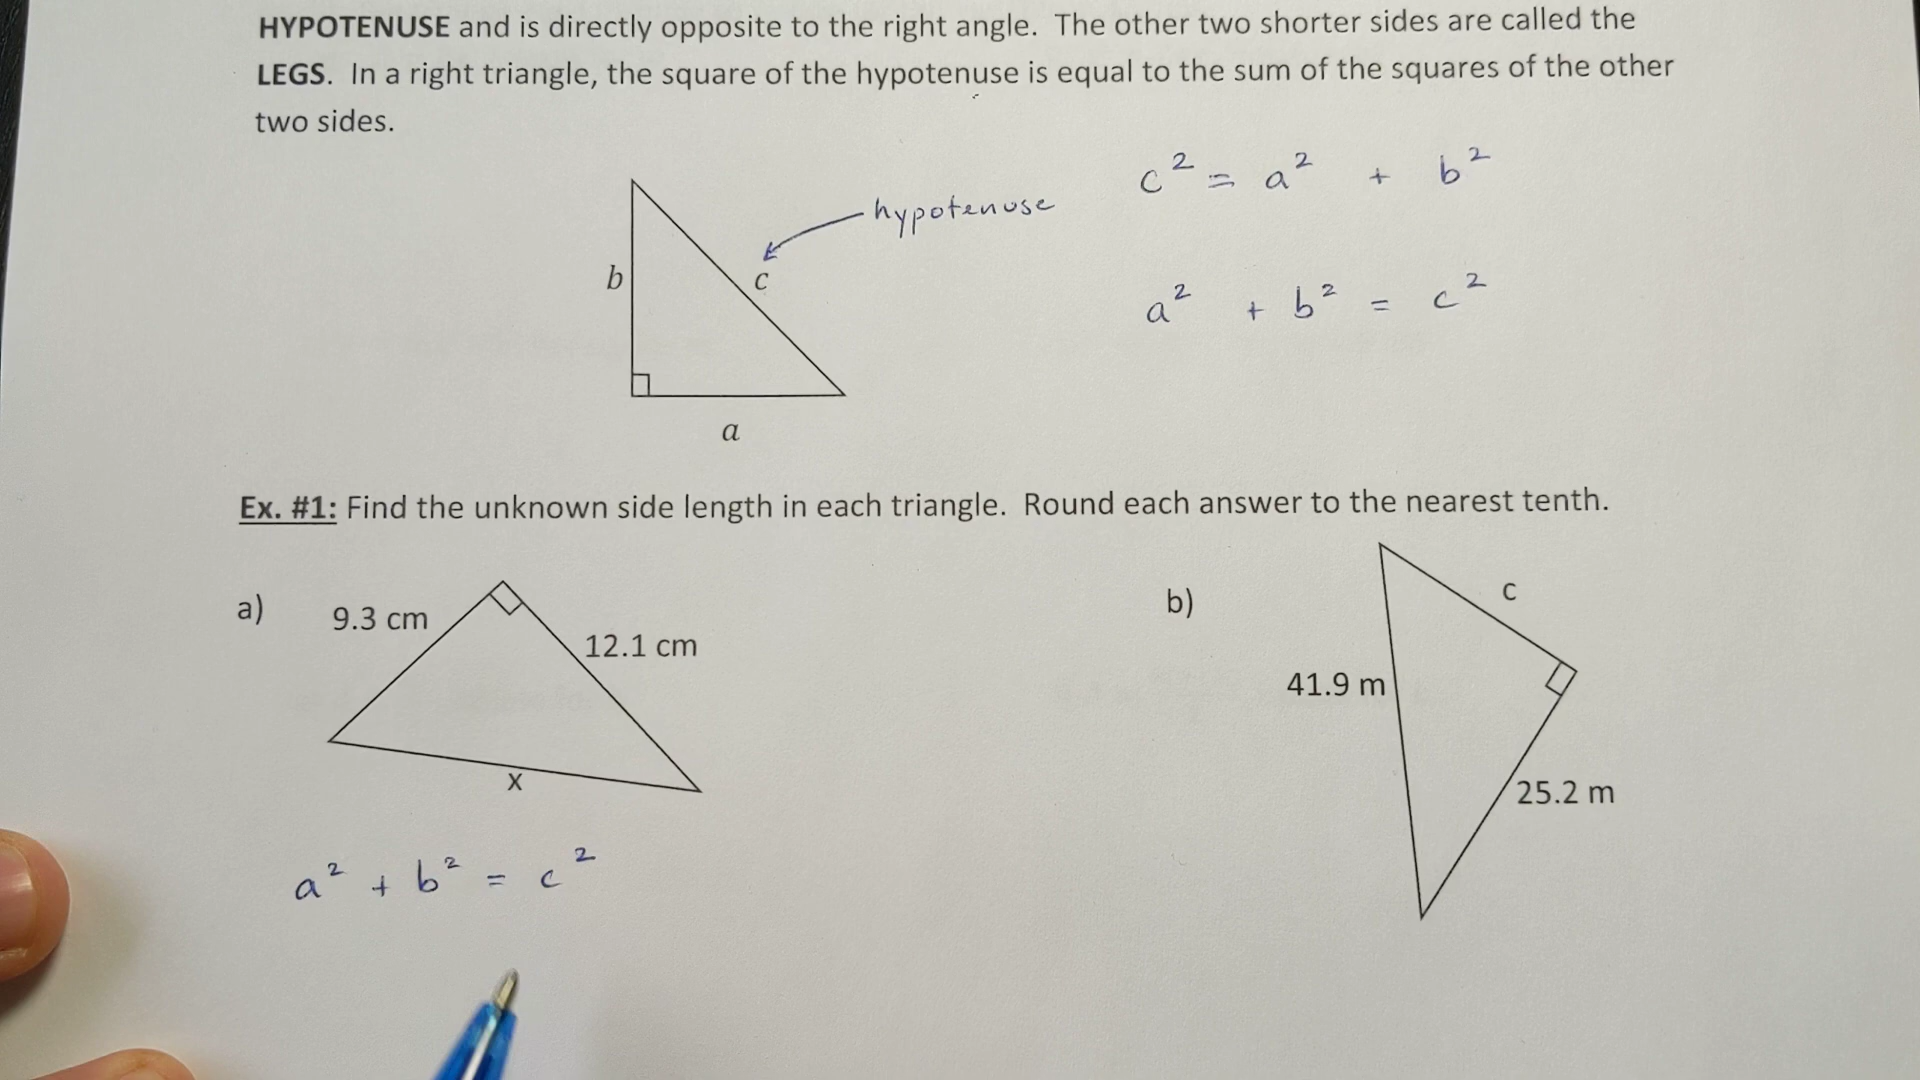 HYPOTENUSE and is directly opposite to the right angle. The other two shorter sides are called the
LEGS. In a right triangle, the square of the hypotenuse is equal to the sum of the squares of the other
two sides.
c² = a² + b²
hypotenuse
b
c
a² + b² = c²
a
Ex. #1: Find the unknown side length in each triangle. Round each answer to the nearest tenth.
a)
9.3 cm
12.1 cm
x
b)
c
41.9 m
25.2 m
a² + b² = c²